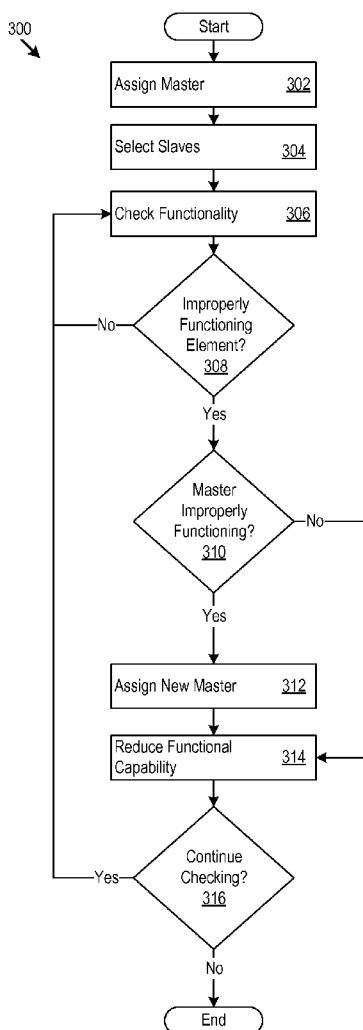 300
Start
Assign Master 302
Select Slaves 304
Check Functionality 306
Improperly
Functioning
Element?
308
No
Yes
Master
Improperly
Functioning?
310
No
Yes
Assign New Master 312
Reduce Functional
Capability 314
Continue
Checking?
316
Yes
No
End